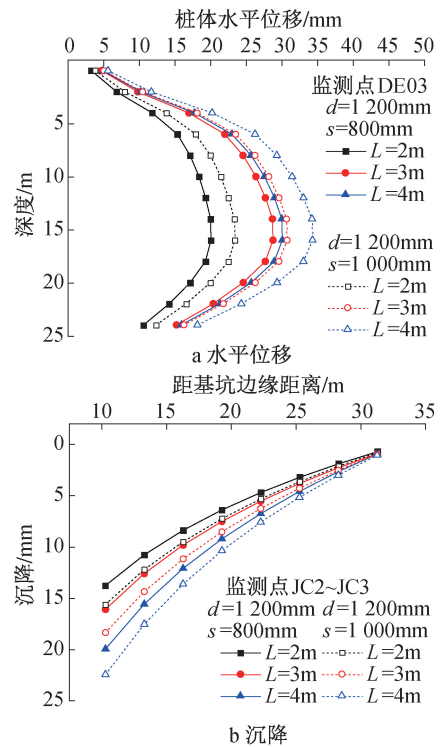 桩体水平位移/mm
0 5 10 15 20 25 30 35 40
0
5
10
15
20
25
深度/m
监测点DE03
d=1 200mm
s=800mm
L=2m
L=3m
L=4m
d=1 200mm
s=1 000mm
L=2m
L=3m
L=4m
a 水平位移
距基坑边缘距离/m
10 15 20 25 30 35
0
5
10
15
20
25
沉降/mm
监测点JC2~JC3
d=1 200mm d=1 200mm
s=800mm s=1 000mm
L=2m L=2m
L=3m L=3m
L=4m L=4m
b 沉降